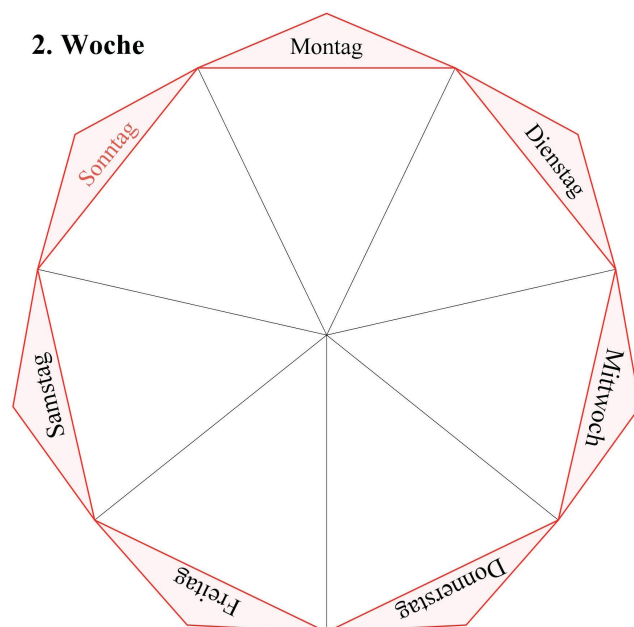 2. Woche
Montag
Dienstag
Mittwoch
Donnerstag
Freitag
Samstag
Sonntag